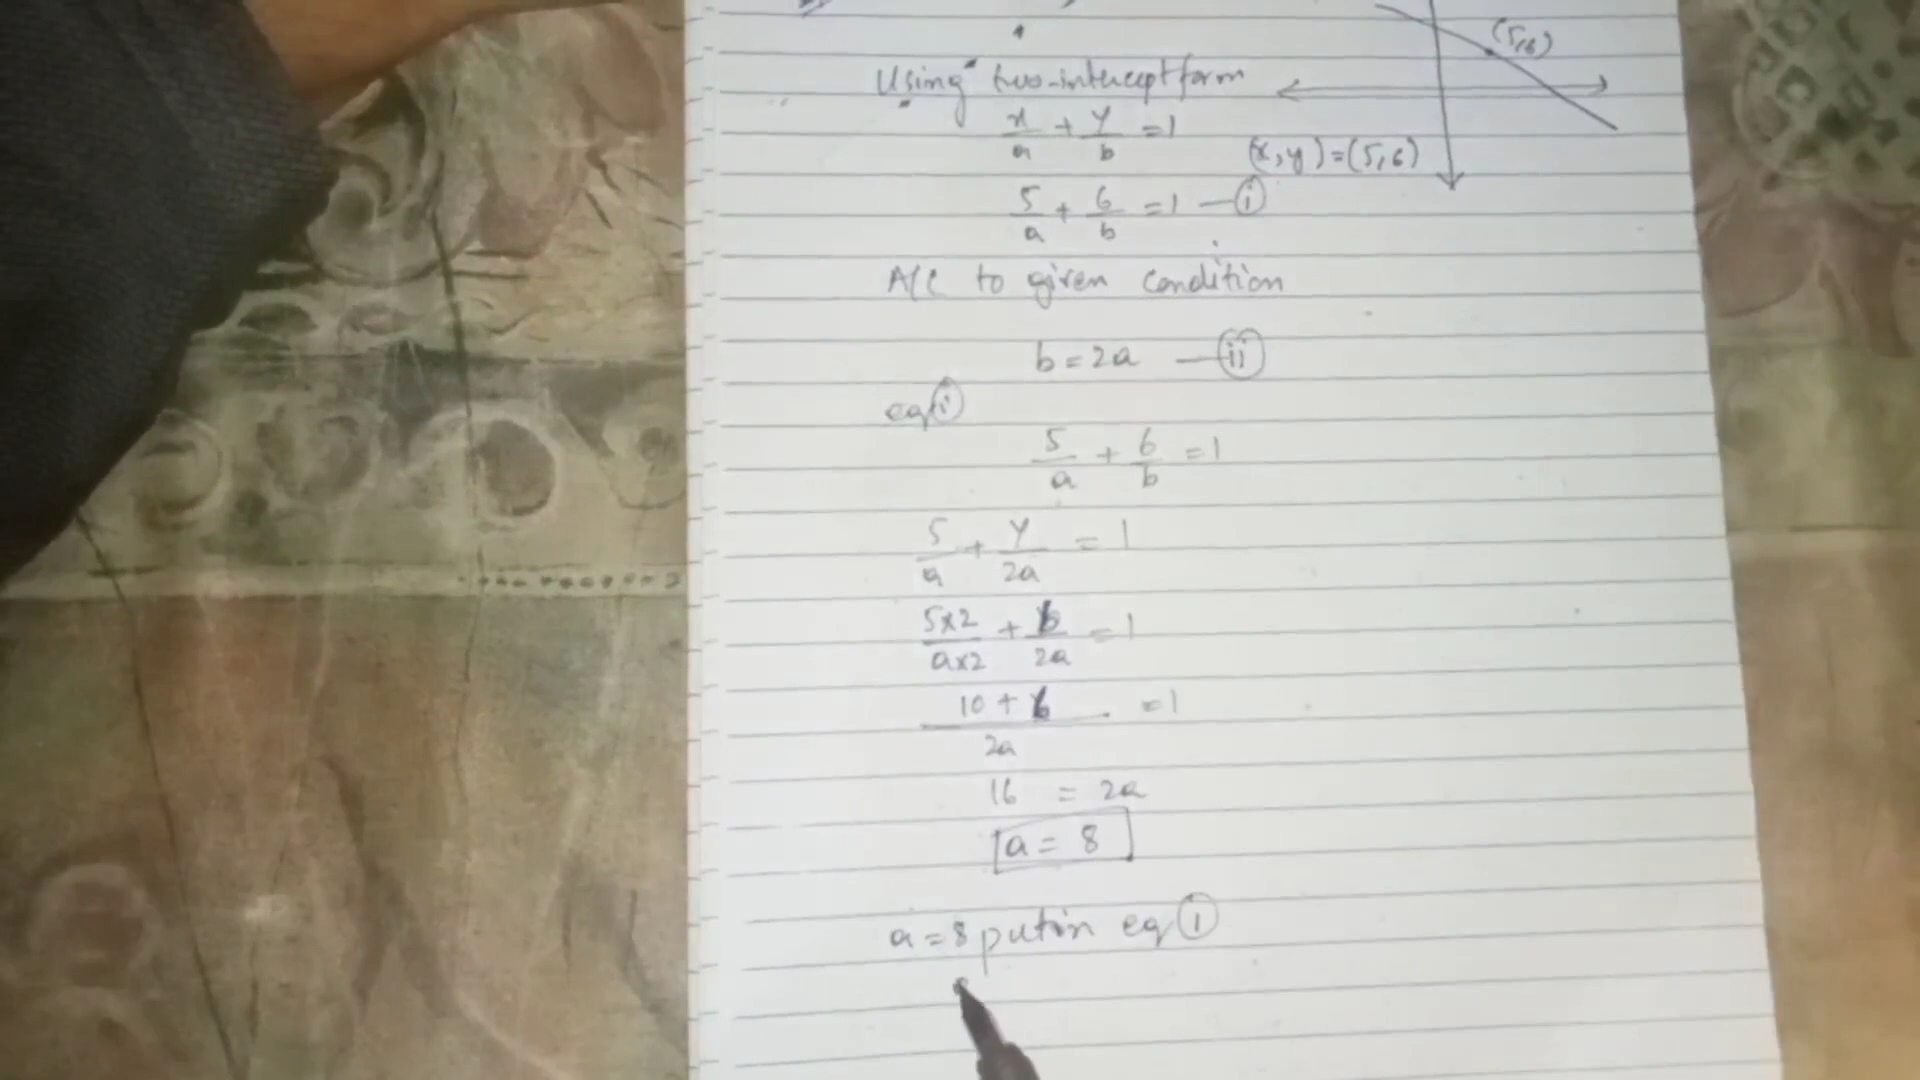 (5,6)
Using two-intercept form
x/a + y/b = 1
(x,y) = (5,6)
5/a + 6/b = 1 — (i)
A/C to given condition
b = 2a — (ii)
eq (i)
5/a + 6/b = 1
5/a + y/2a = 1
5x2/ax2 + 6/2a = 1
10 + 6/2a = 1
16 = 2a
a = 8
a = 8 put in eq (i)